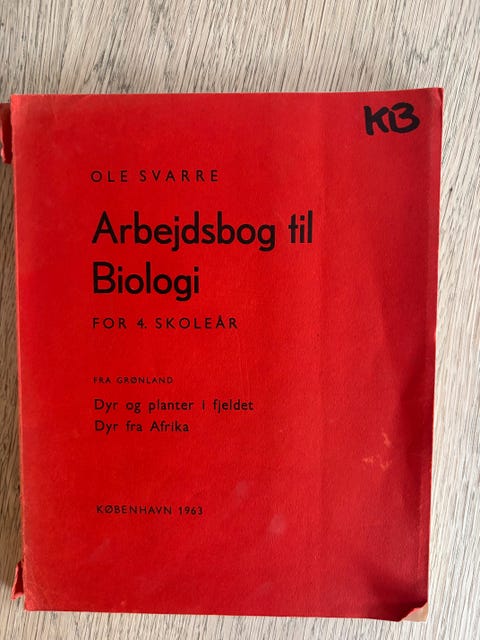 KB
OLE SVARRE
Arbejdsbog til
Biologi
FOR 4. SKOLEÅR
FRA GRØNLAND
Dyr og planter i fjeldet
Dyr fra Afrika
KØBENHAVN 1963